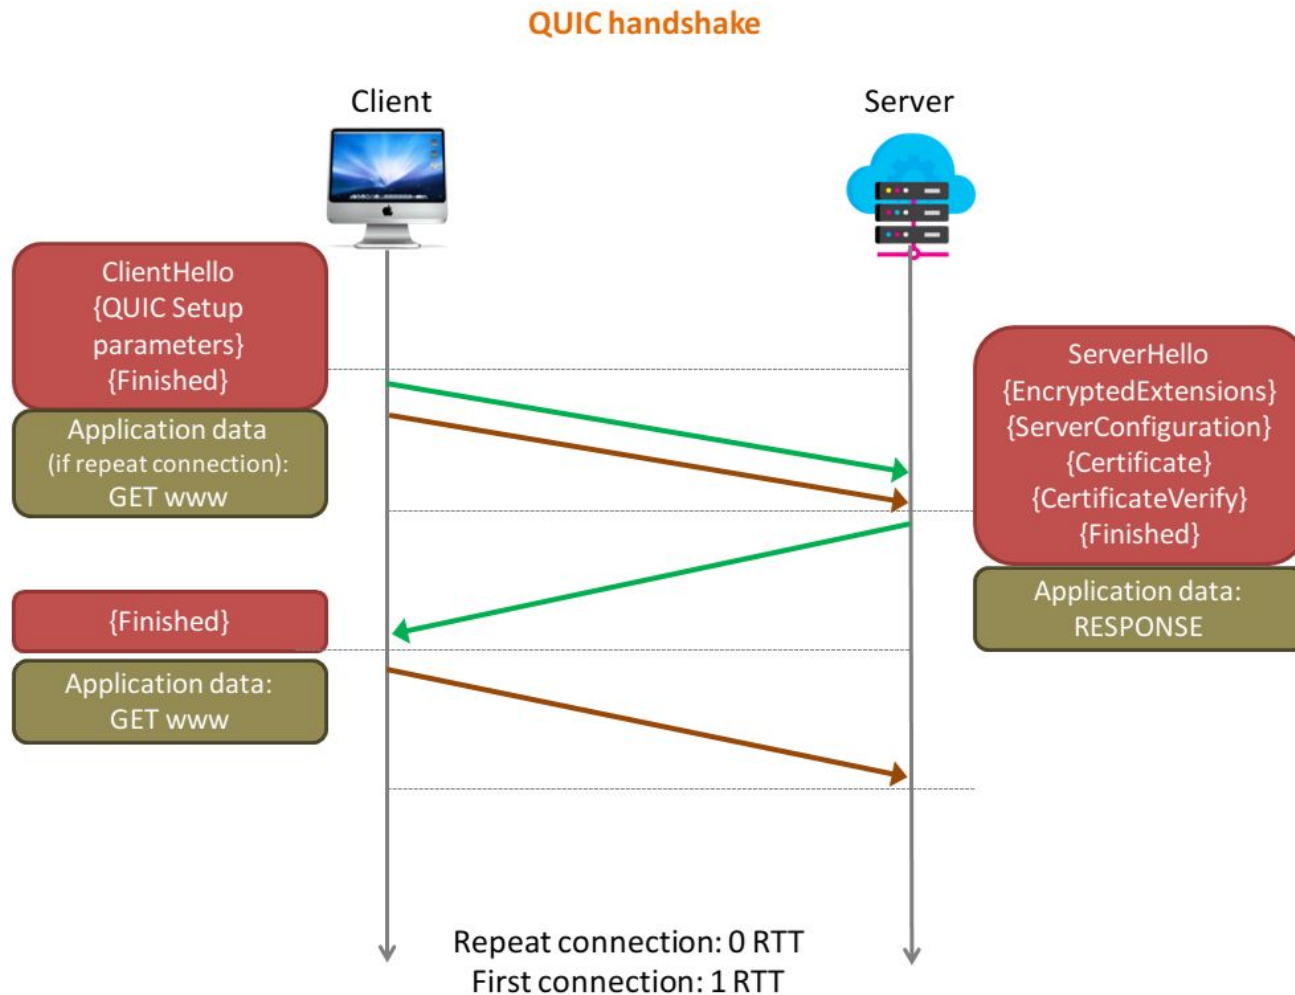 QUIC handshake
Client
Server
ClientHello
{QUIC Setup
parameters}
{Finished}
Application data
(if repeat connection):
GET www
ServerHello
{EncryptedExtensions}
{ServerConfiguration}
{Certificate}
{CertificateVerify}
{Finished}
Application data:
RESPONSE
{Finished}
Application data:
GET www
Repeat connection: 0 RTT
First connection: 1 RTT